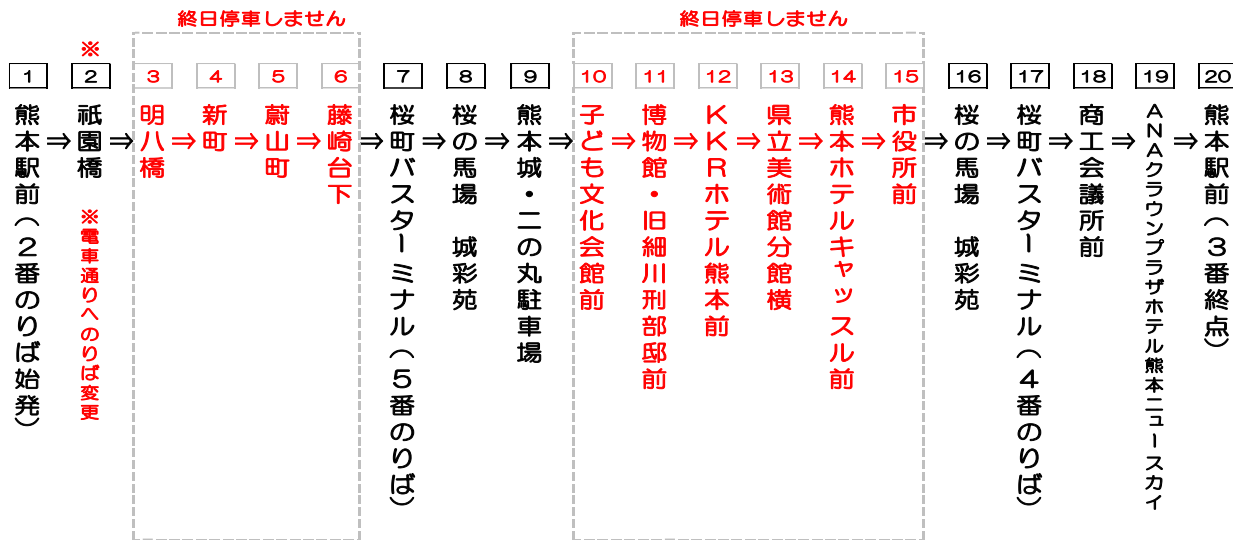 終日停車しません
終日停車しません
※
1
2
3
4
5
6
7
8
9
10
11
12
13
14
15
16
17
18
19
20
熊本駅前(2番のりば始発)
⇒
祇園橋
※電車通りへのりば変更
⇒
明八橋
⇒
新町
⇒
蔚山町
⇒
藤崎台下
⇒
桜町バスターミナル(5番のりば)
⇒
桜の馬場 城彩苑
⇒
熊本城・二の丸駐車場
⇒
子ども文化会館前
⇒
博物館・旧細川刑部邸前
⇒
KKRホテル熊本前
⇒
県立美術館分館横
⇒
熊本ホテルキャッスル前
⇒
市役所前
⇒
桜の馬場 城彩苑
⇒
桜町バスターミナル(4番のりば)
⇒
商工会議所前
⇒
ANAクラウンプラザホテル熊本ニュースカイ
⇒
熊本駅前(3番終点)